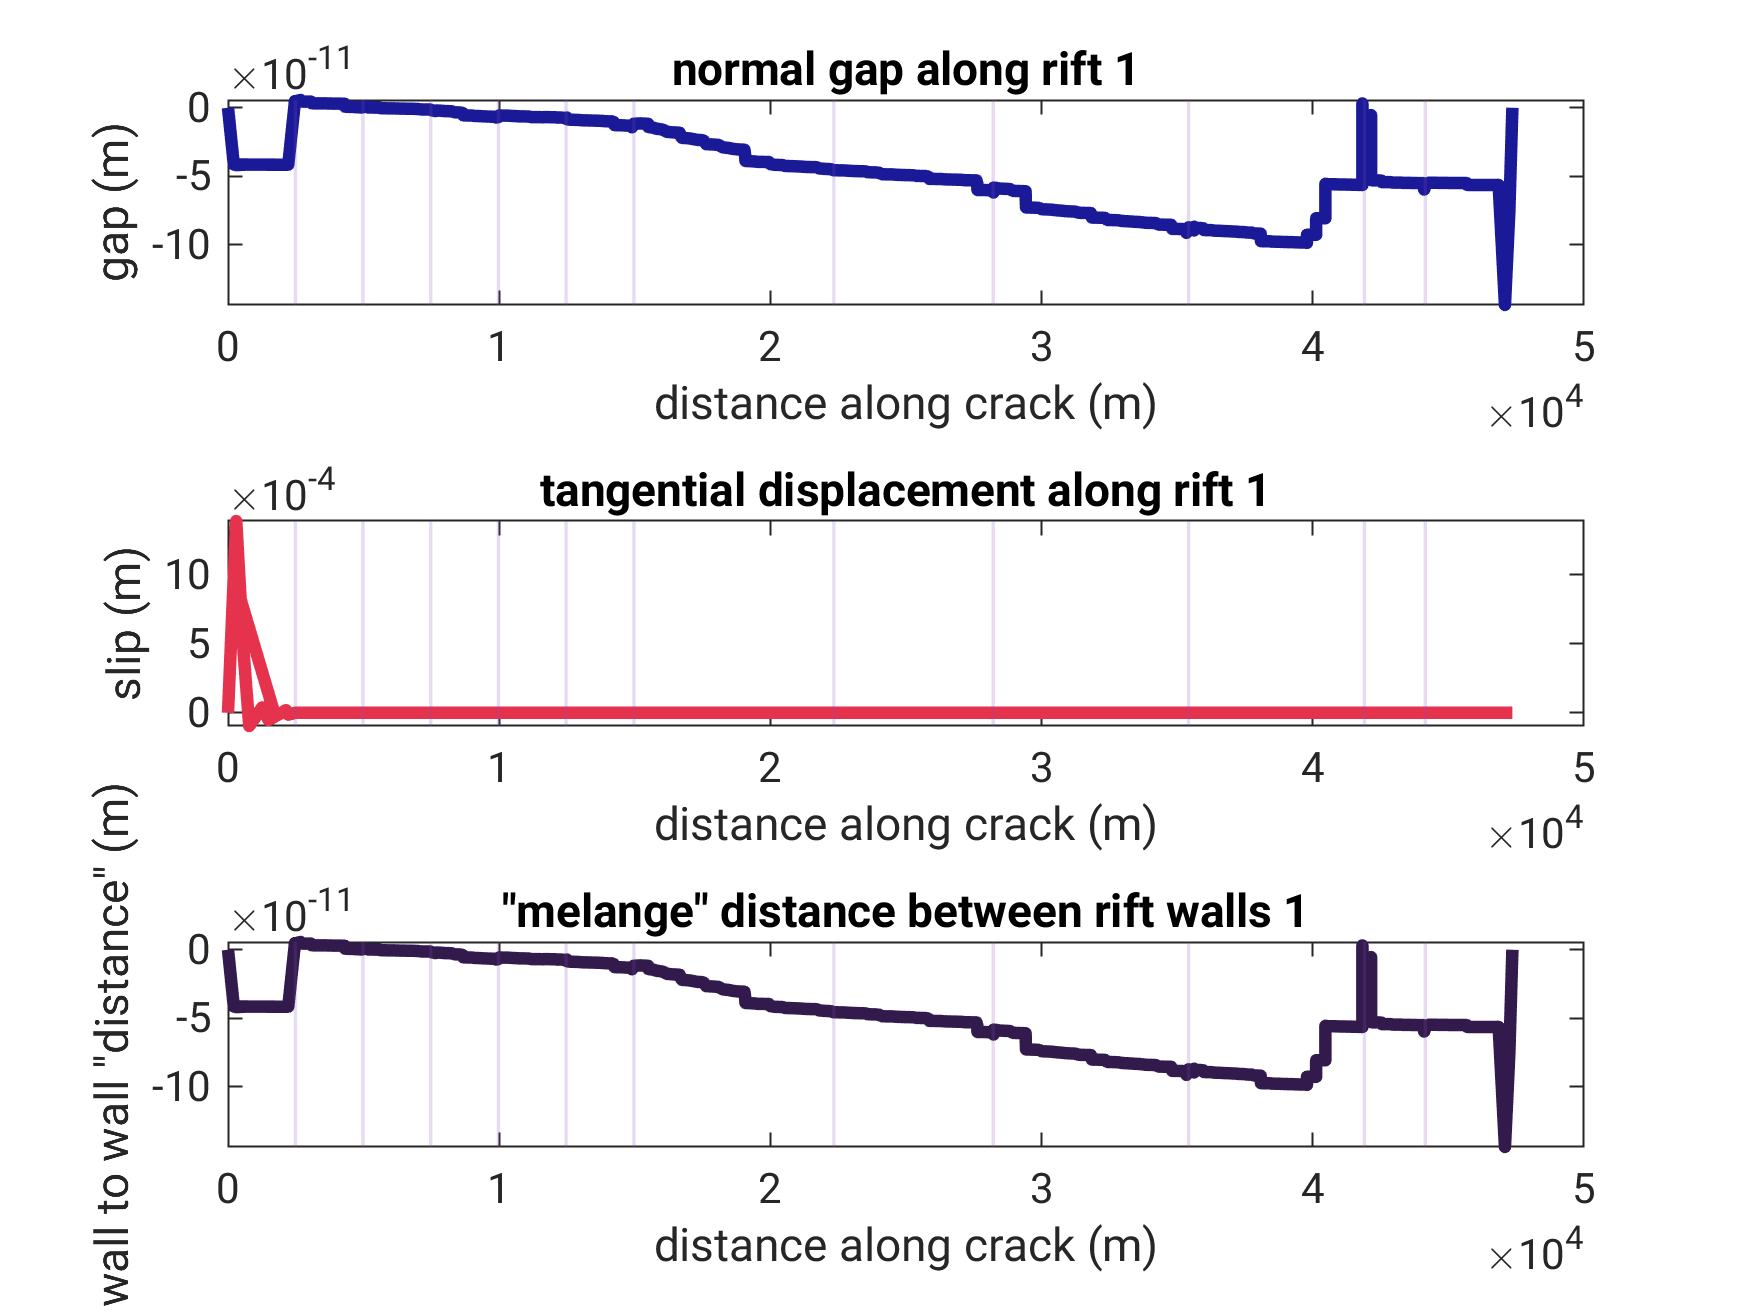 normal gap along rift 1
×10-11
gap (m)
0
-5
-10
0 1 2 3 4 5
distance along crack (m)
×104
tangential displacement along rift 1
×10-4
slip (m)
10
5
0
0 1 2 3 4 5
distance along crack (m)
×104
"melange" distance between rift walls 1
×10-11
wall to wall "distance" (m)
0
-5
-10
0 1 2 3 4 5
distance along crack (m)
×104